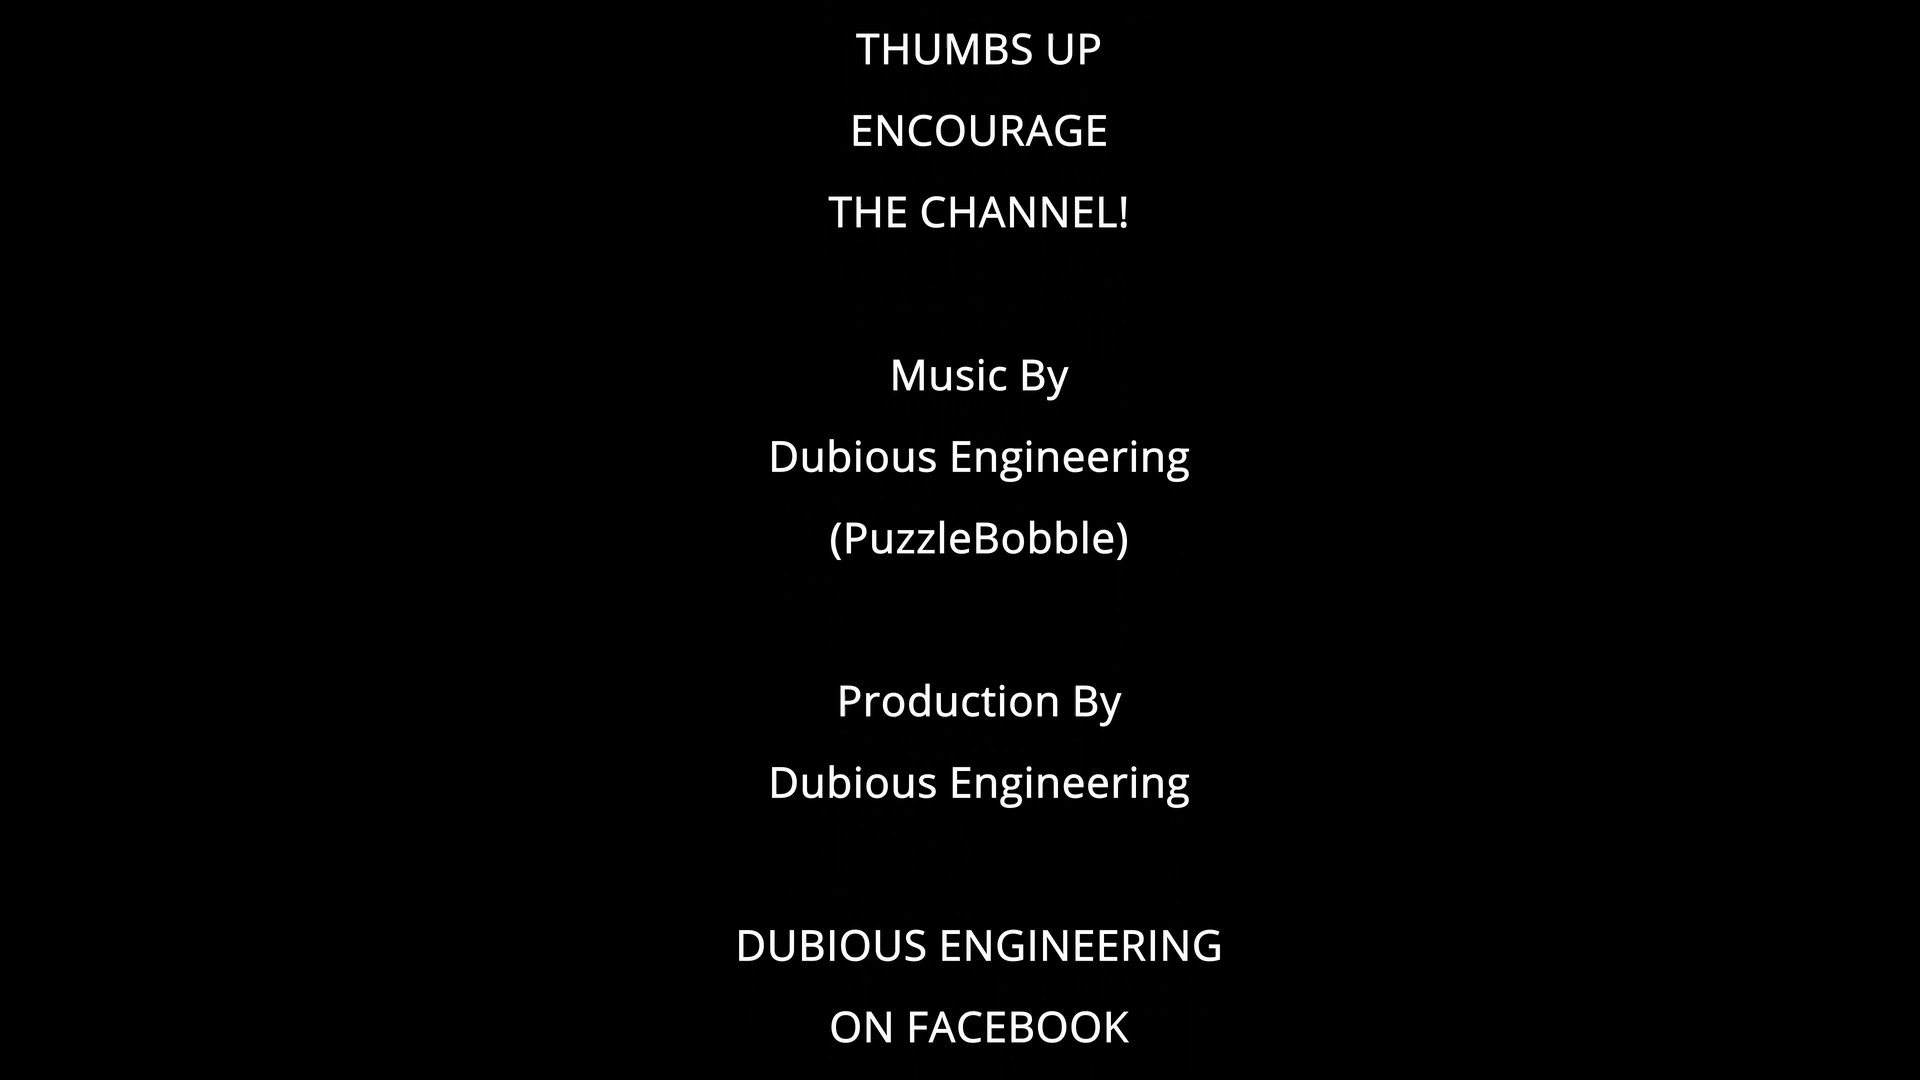 THUMBS UP
ENCOURAGE
THE CHANNEL!
Music By
Dubious Engineering
(PuzzleBobble)
Production By
Dubious Engineering
DUBIOUS ENGINEERING
ON FACEBOOK